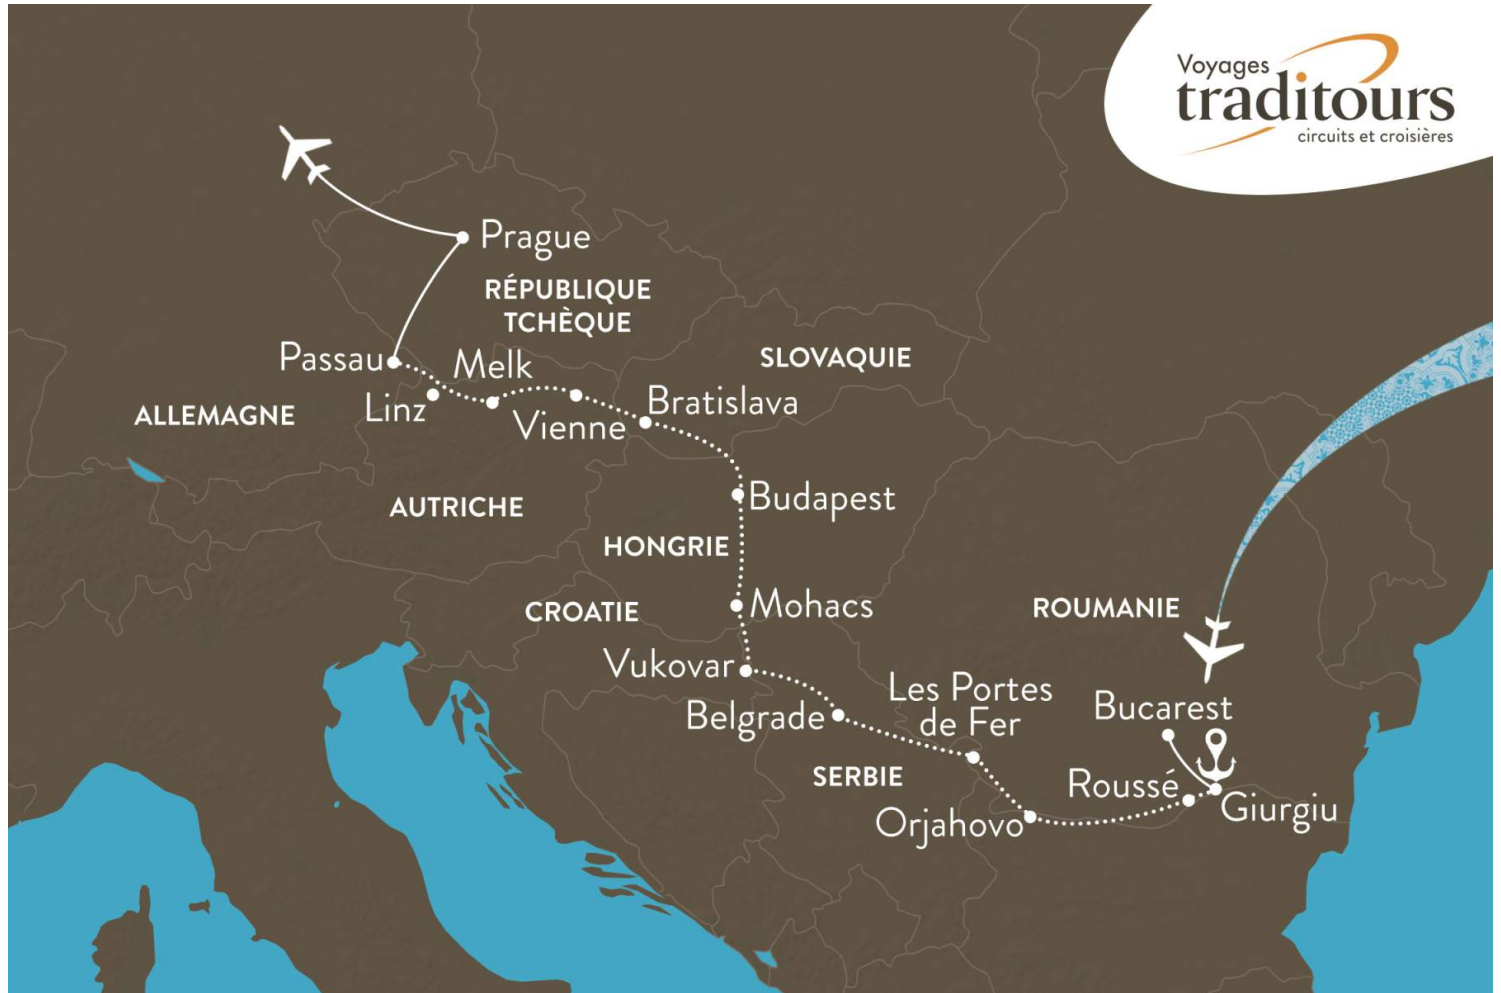 Voyages
traditours
circuits et croisières
Prague
RÉPUBLIQUE
TCHÈQUE
Passau
Melk
SLOVAQUIE
Linz
Bratislava
ALLEMAGNE
Vienne
Budapest
AUTRICHE
HONGRIE
CROATIE
Mohacs
ROUMANIE
Vukovar
Les Portes
de Fer
Belgrade
Bucarest
SERBIE
Roussé
Orjahovo
Giurgiu